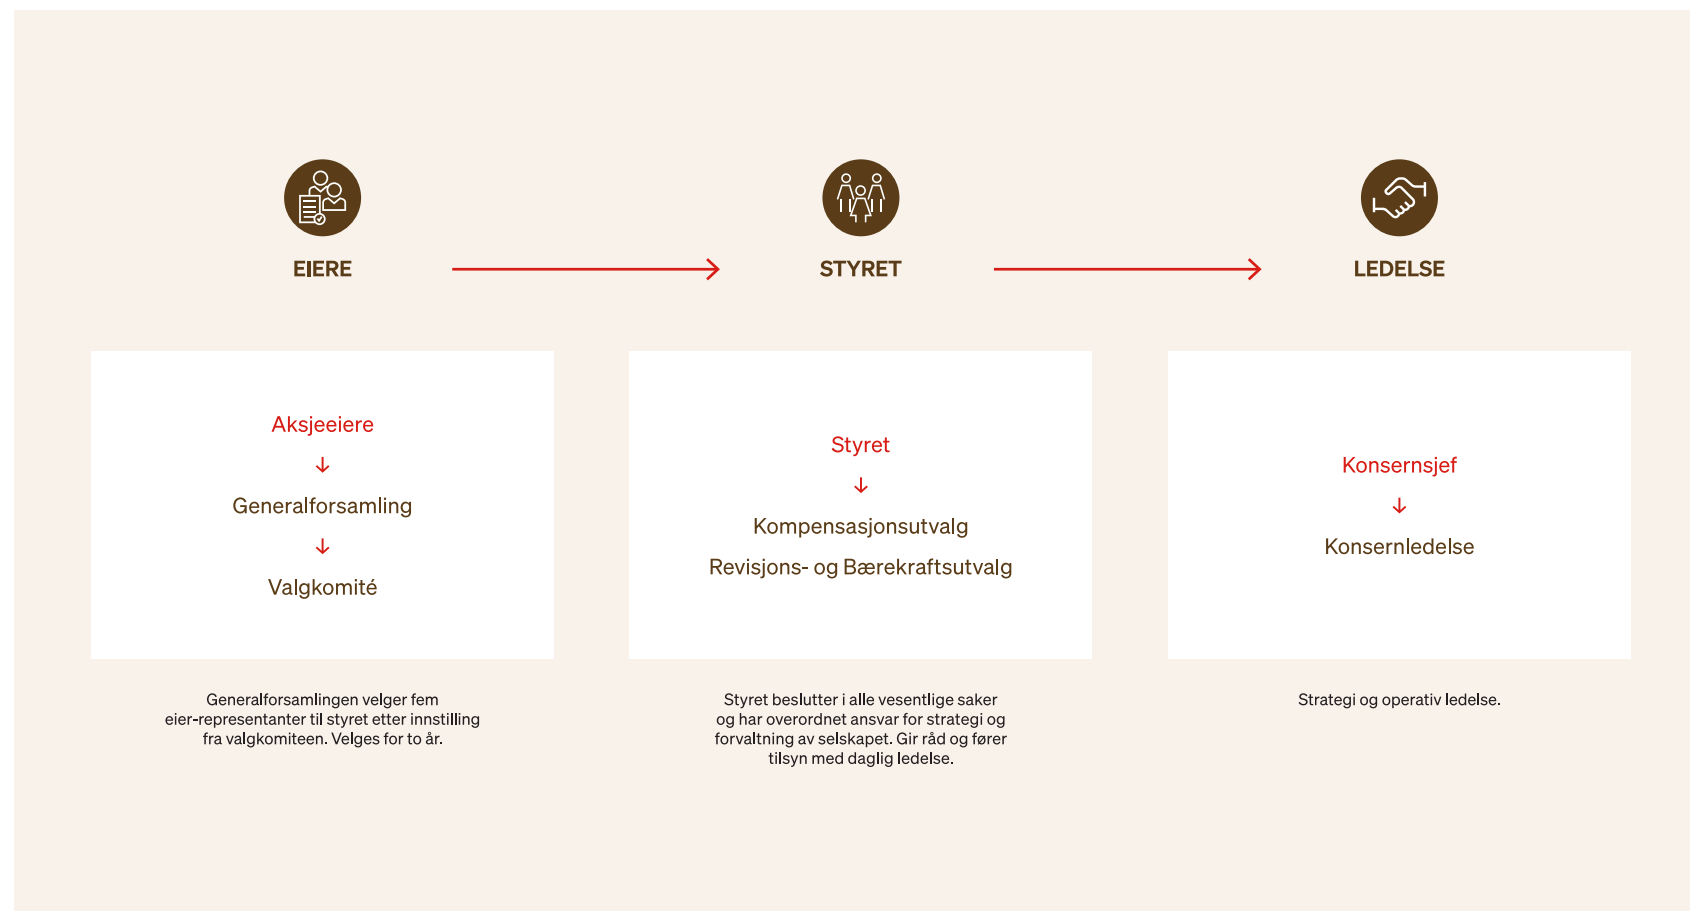 EIERE
STYRET
LEDELSE
Aksjeeiere
Generalforsamling
Valgkomité
Generalforsamlingen velger fem
eier-representanter til styret etter innstilling
fra valgkomiteen. Velges for to år.
Styret
Kompensasjonsutvalg
Revisjons- og Bærekraftsutvalg
Styret beslutter i alle vesentlige saker
og har overordnet ansvar for strategi og
forvaltning av selskapet. Gir råd og fører
tilsyn med daglig ledelse.
Konsernsjef
Konsernledelse
Strategi og operativ ledelse.